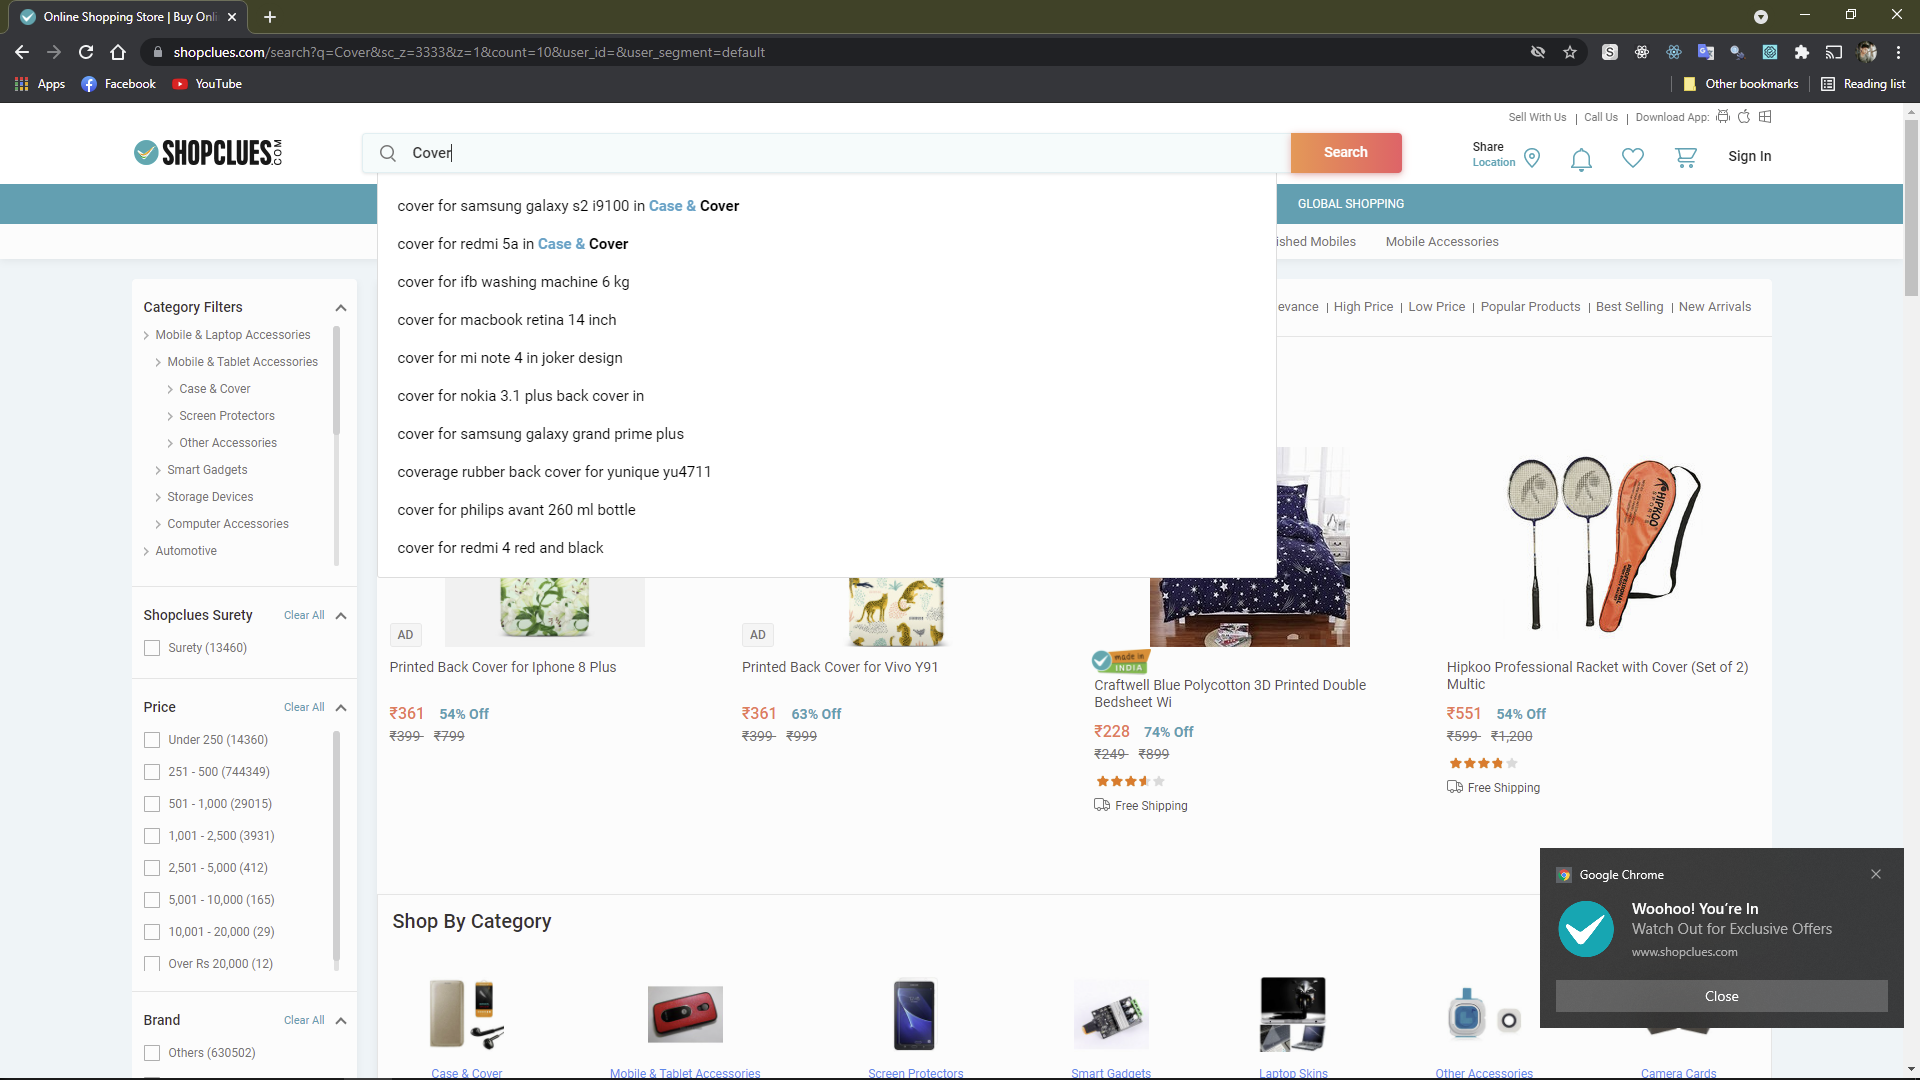 Online Shopping Store | Buy Onli
shopclues.com/search?q=Cover&sc_z=3333&z=1&count=10&user_id=&user_segment=default
Apps
Facebook
YouTube
Other bookmarks
Reading list
Sell With Us | Call Us | Download App:
SHOPCLUES.COM
Cover
Search
Share
Location
Sign In
GLOBAL SHOPPING
ished Mobiles
Mobile Accessories
cover for samsung galaxy s2 i9100 in Case & Cover
cover for redmi 5a in Case & Cover
cover for ifb washing machine 6 kg
cover for macbook retina 14 inch
cover for mi note 4 in joker design
cover for nokia 3.1 plus back cover in
cover for samsung galaxy grand prime plus
coverage rubber back cover for yunique yu4711
cover for philips avant 260 ml bottle
cover for redmi 4 red and black
Category Filters
Mobile & Laptop Accessories
Mobile & Tablet Accessories
Case & Cover
Screen Protectors
Other Accessories
Smart Gadgets
Storage Devices
Computer Accessories
Automotive
Shopclues Surety Clear All
Surety (13460)
Price Clear All
Under 250 (14360)
251 - 500 (744349)
501 - 1,000 (29015)
1,001 - 2,500 (3931)
2,501 - 5,000 (412)
5,001 - 10,000 (165)
10,001 - 20,000 (29)
Over Rs 20,000 (12)
Brand Clear All
Others (630502)
evance | High Price | Low Price | Popular Products | Best Selling | New Arrivals
AD
Printed Back Cover for Iphone 8 Plus
₹361 54% Off
₹399 ₹799
AD
Printed Back Cover for Vivo Y91
₹361 63% Off
₹399 ₹999
made in
INDIA
Craftwell Blue Polycotton 3D Printed Double
Bedsheet Wi
₹228 74% Off
₹249 ₹899
Free Shipping
HIPKOO
PROFESSIONAL
Hipkoo Professional Racket with Cover (Set of 2)
Multic
₹551 54% Off
₹599 ₹1,200
Free Shipping
Shop By Category
Case & Cover
Mobile & Tablet Accessories
Screen Protectors
Smart Gadgets
Laptop Skins
Other Accessories
Camera Cards
Google Chrome
Woohoo! You're In
Watch Out for Exclusive Offers
www.shopclues.com
Close